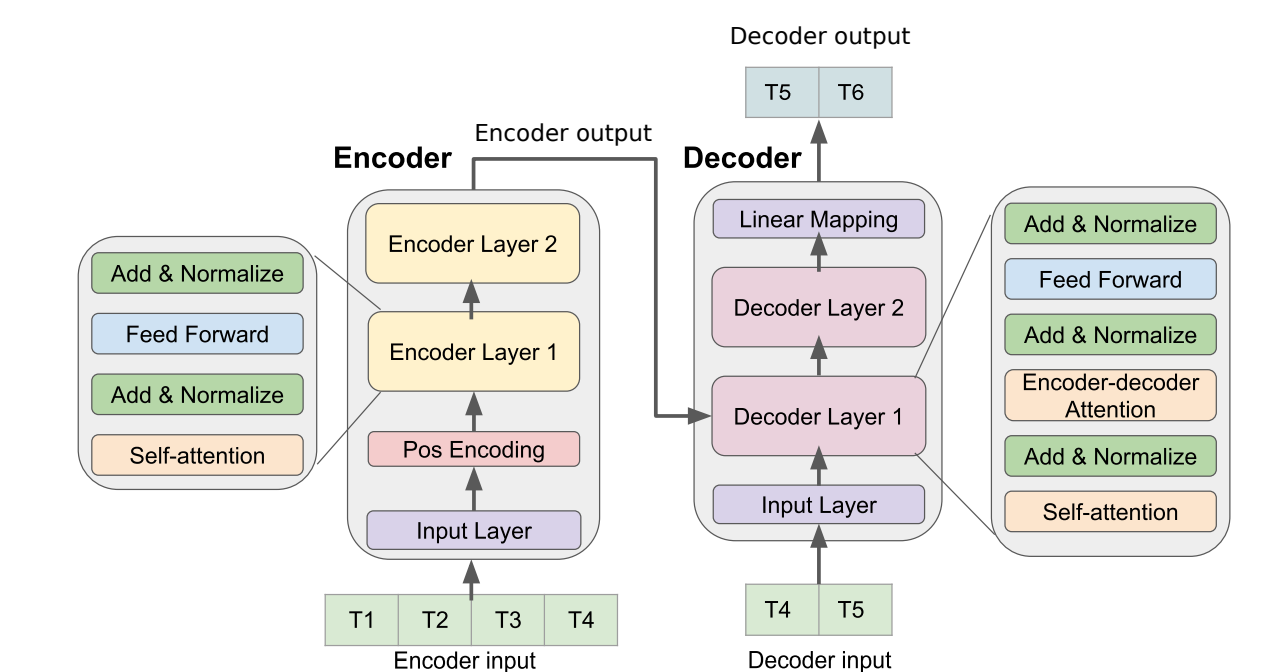 Decoder output
T5 T6
Encoder output
Encoder
Decoder
Add & Normalize
Feed Forward
Add & Normalize
Self-attention
Encoder Layer 2
Encoder Layer 1
Pos Encoding
Input Layer
T1 T2 T3 T4
Encoder input
Linear Mapping
Decoder Layer 2
Decoder Layer 1
Input Layer
T4 T5
Decoder input
Add & Normalize
Feed Forward
Add & Normalize
Encoder-decoder
Attention
Add & Normalize
Self-attention